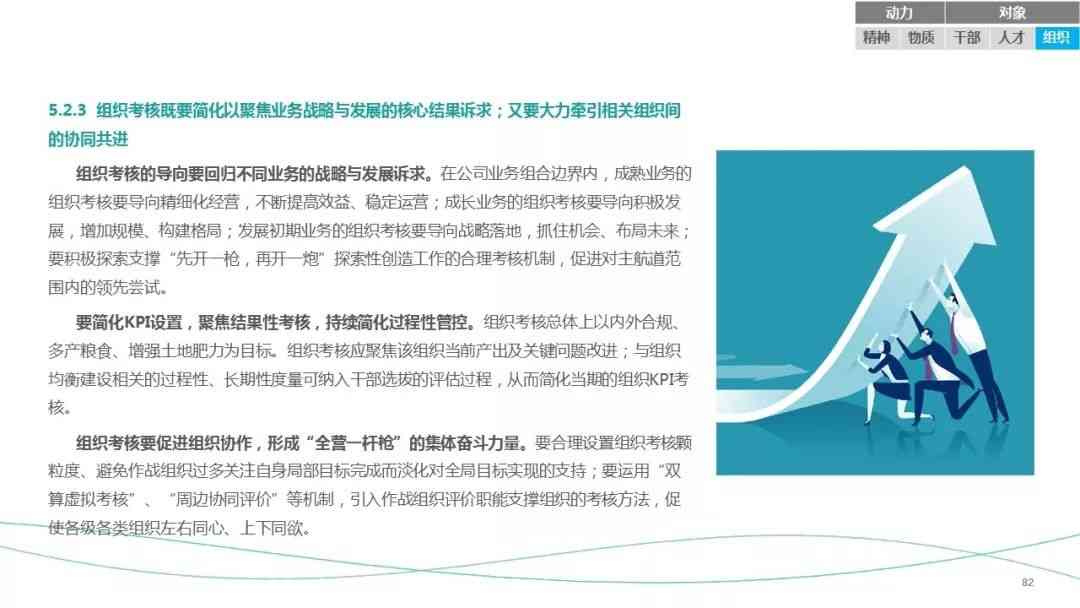 动力 对象
精神 物质 干部 人才 组织
5.2.3 组织考核既要简化以聚焦业务战略与发展的核心结果诉求；又要大力牵引相关组织间
的协同共进
组织考核的导向要回归不同业务的战略与发展诉求。在公司业务组合边界内，成熟业务的
组织考核要导向精细化经营，不断提高效益、稳定运营；成长业务的组织考核要导向积极发
展，增加规模、构建格局；发展初期业务的组织考核要导向战略落地，抓住机会、布局未来；
要积极探索支撑“先开一枪，再开一炮”探索性创造工作的合理考核机制，促进对主航道范
围内的领先尝试。
要简化KPI设置，聚焦结果性考核，持续简化过程性管控。组织考核总体上以内外合规、
多产粮食、增强土地肥力为目标。组织考核应聚焦该组织当前产出及关键问题改进；与组织
均衡建设相关的过程性、长期性度量可纳入干部选拔的评估过程，从而简化当期的组织KPI考
核。
组织考核要促进组织协作，形成“全营一杆枪”的集体奋斗力量。要合理设置组织考核颗
粒度、避免作战组织过多关注自身局部目标完成而淡化对全局目标实现的支持；要运用“双
算虚拟考核”、“周边协同评价”等机制，引入作战组织评价职能支撑组织的考核方法，促
使各级各类组织左右同心、上下同欲。
82